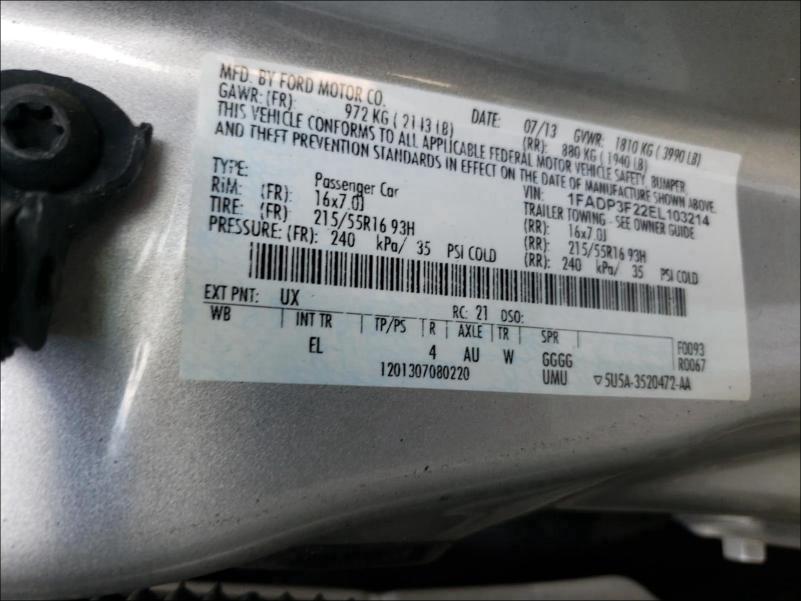 MFD. BY FORD MOTOR CO. DATE: 07/13 GVWR: 1810 KG ( 3990 LB)
GAWR: (FR): 972 KG ( 2143 LB) (RR): 880 KG ( 1940 LB)
THIS VEHICLE CONFORMS TO ALL APPLICABLE FEDERAL MOTOR VEHICLE SAFETY, BUMPER,
AND THEFT PREVENTION STANDARDS IN EFFECT ON THE DATE OF MANUFACTURE SHOWN ABOVE.
VIN: 1FADP3F22EL103214
TYPE: Passenger Car TRAILER TOWING - SEE OWNER GUIDE
RIM: (FR): 16x7.0J (RR): 16x7.0J
TIRE: (FR): 215/55R16 93H (RR): 215/55R16 93H
PRESSURE: (FR): 240 kPa/ 35 PSI COLD (RR): 240 kPa/ 35 PSI COLD
EXT PNT: UX RC: 21 DSO:
WB INT TR TP/PS R AXLE TR SPR F0093
EL 4 AU W GGGG R0067
1201307080220 UMU ▽5U5A-3520472-AA